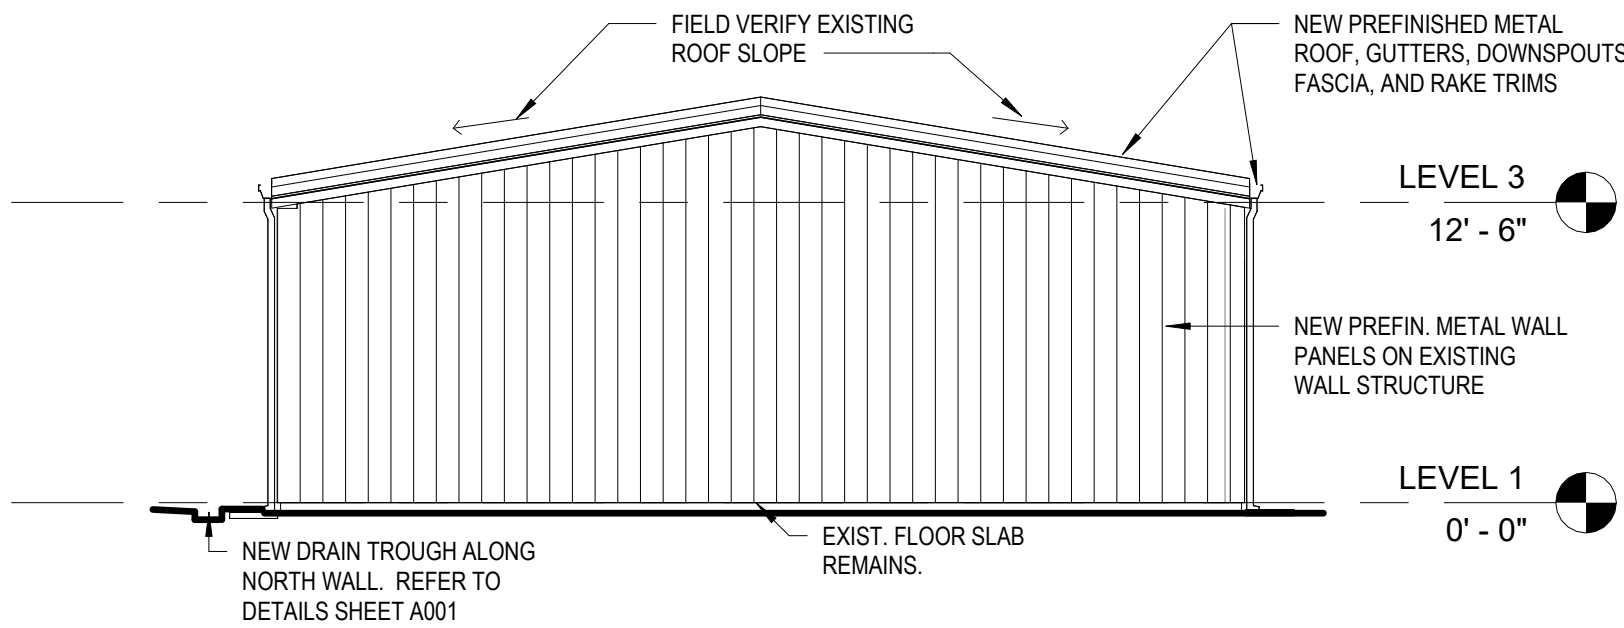 FIELD VERIFY EXISTING
ROOF SLOPE
NEW PREFINISHED METAL
ROOF, GUTTERS, DOWNSPOUTS
FASCIA, AND RAKE TRIMS
LEVEL 3
12' - 6"
NEW PREFIN. METAL WALL
PANELS ON EXISTING
WALL STRUCTURE
LEVEL 1
0' - 0"
EXIST. FLOOR SLAB
REMAINS.
NEW DRAIN TROUGH ALONG
NORTH WALL. REFER TO
DETAILS SHEET A001